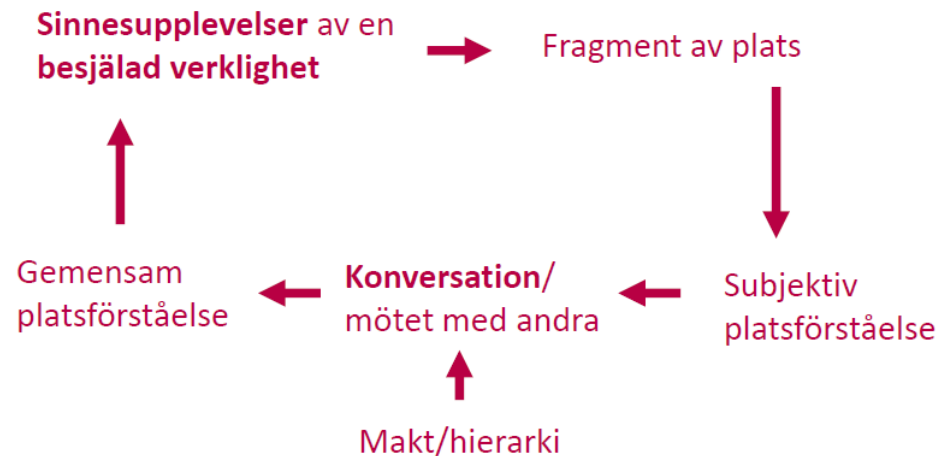 Sinnesupplevelser av en
besjälad verklighet
Fragment av plats
Subjektiv
platsförståelse
Konversation/
mötet med andra
Gemensam
platsförståelse
Makt/hierarki